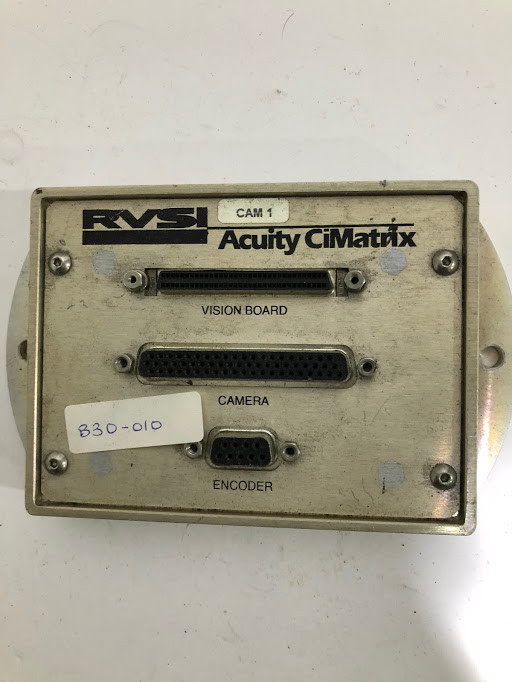 RVSI
CAM 1
Acuity CiMatrix
VISION BOARD
CAMERA
830-010
ENCODER